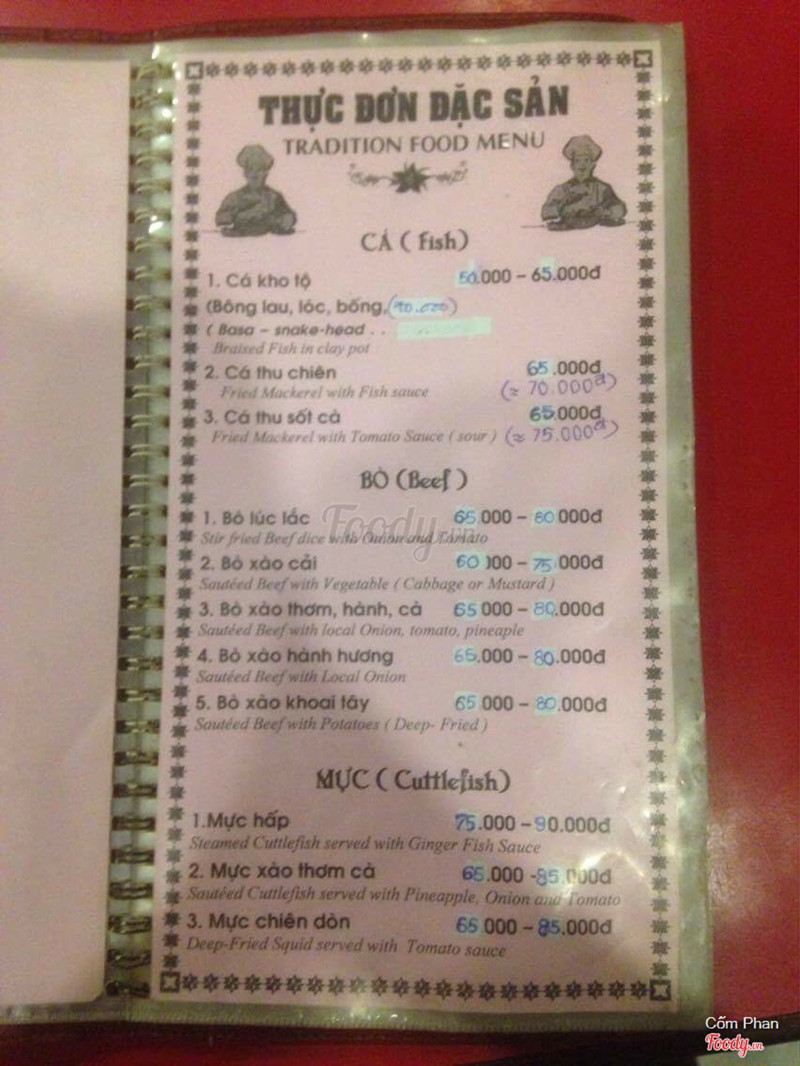 THỰC ĐƠN ĐẶC SẢN
TRADITION FOOD MENU
CÁ ( fish)
1. Cá kho tộ 50.000 – 65.000đ
(Bông lau, lóc, bống,
( Basa – snake-head . .
Braised Fish in clay pot
2. Cá thu chiên 65.000đ
Fried Mackerel with Fish sauce (≈ 70.000đ)
3. Cá thu sốt cà 65.000đ
Fried Mackerel with Tomato Sauce ( sour ) (≈ 75.000đ)
BÒ (Beef )
1. Bò lúc lắc 65 000 – 80 000đ
Stir fried Beef dice with Onion and Tomato
2. Bò xào cải 60 000 – 75 000đ
Sautéed Beef with Vegetable ( Cabbage or Mustard )
3. Bò xào thơm, hành, cà 65 000 – 80.000đ
Sautéed Beef with local Onion, tomato, pineaple
4. Bò xào hành hương 65.000 – 80.000đ
Sautéed Beef with Local Onion
5. Bò xào khoai tây 65 000 – 80.000đ
Sautéed Beef with Potatoes ( Deep- Fried )
MỰC ( Cuttlefish)
1.Mực hấp 75.000 – 90.000đ
Steamed Cuttlefish served with Ginger Fish Sauce
2. Mực xào thơm cà 65.000 -85.000đ
Sautéed Cuttlefish served with Pineapple, Onion and Tomato
3. Mực chiên dòn 65 000 – 85.000đ
Deep-Fried Squid served with Tomato sauce
Foody.vn
Cốm Phan
Foody.vn